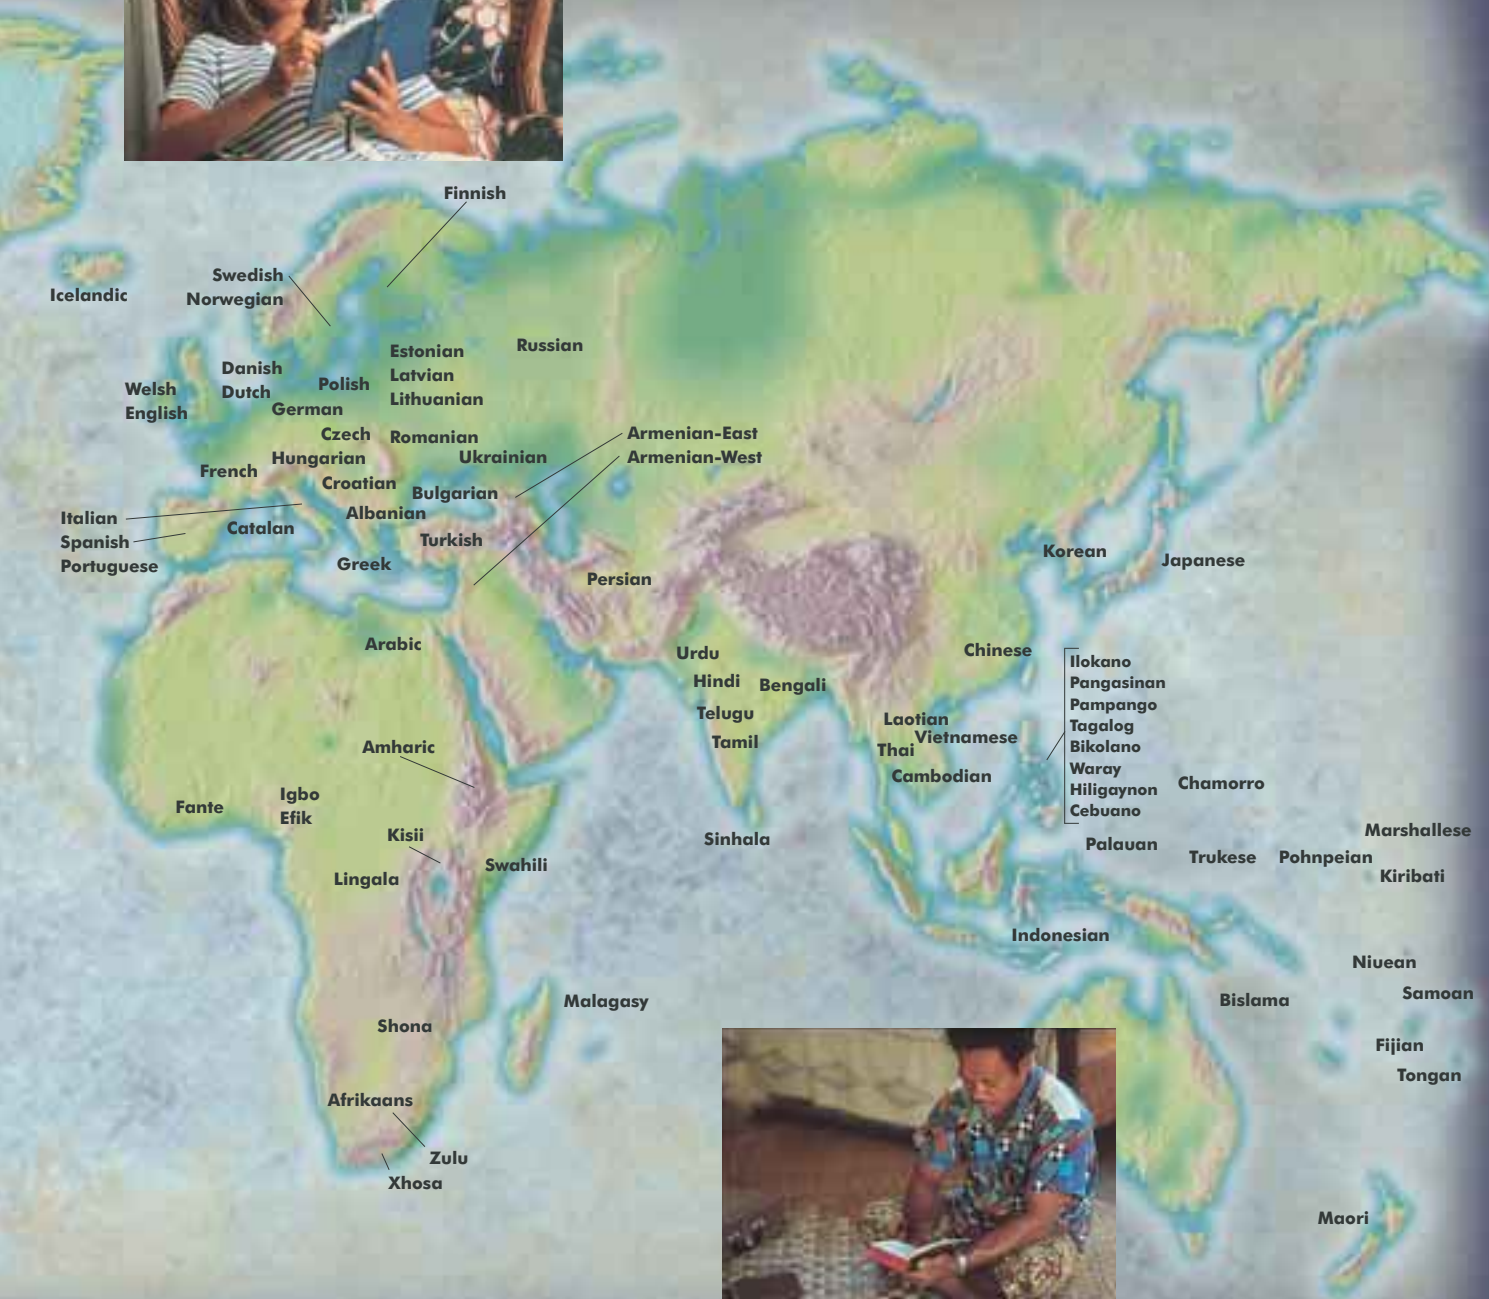 Finnish
Swedish
Norwegian
Icelandic
Russian
Estonian
Latvian
Lithuanian
Danish
Dutch
Polish
Welsh
English
German
Czech
Romanian
Armenian-East
Armenian-West
Hungarian
Ukrainian
French
Croatian
Bulgarian
Italian
Spanish
Portuguese
Catalan
Albanian
Turkish
Greek
Persian
Korean
Japanese
Arabic
Urdu
Hindi
Bengali
Chinese
Ilokano
Pangasinan
Pampango
Tagalog
Bikolano
Waray
Hiligaynon
Cebuano
Telugu
Tamil
Laotian
Vietnamese
Thai
Cambodian
Amharic
Chamorro
Fante
Igbo
Efik
Kisii
Sinhala
Marshallese
Palauan
Trukese
Pohnpeian
Kiribati
Lingala
Swahili
Indonesian
Niuean
Samoan
Malagasy
Bislama
Shona
Fijian
Tongan
Afrikaans
Zulu
Xhosa
Maori